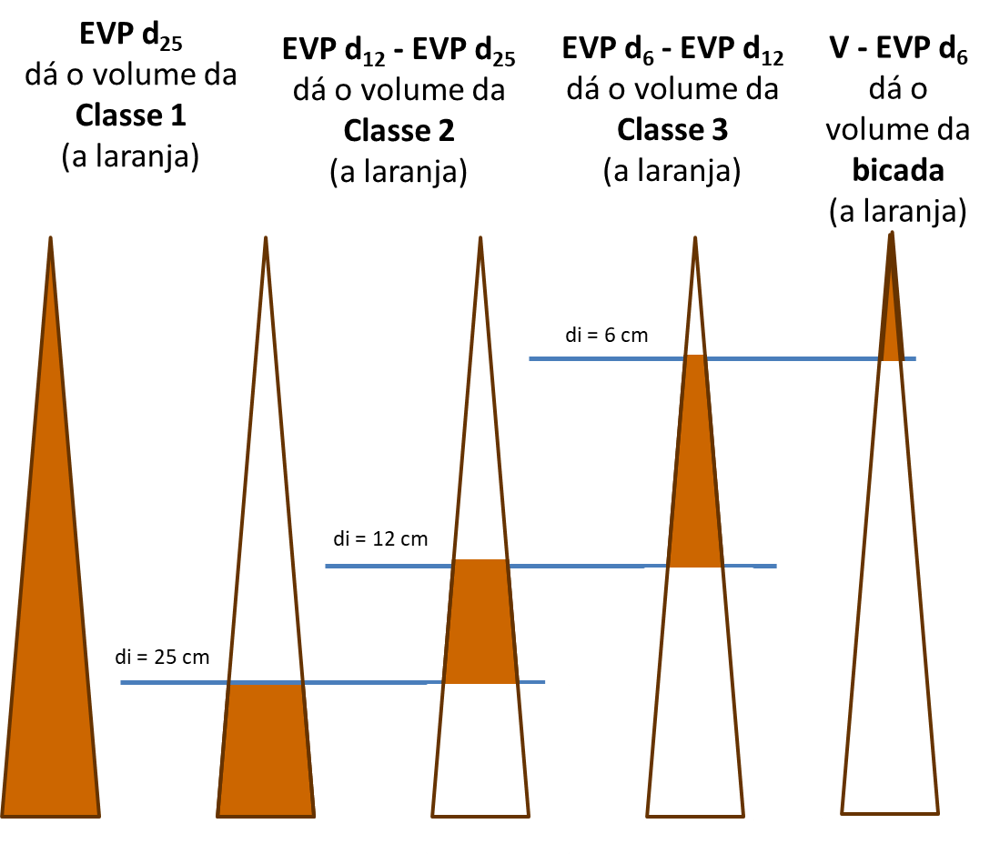 EVP d25
dá o volume da
Classe 1
(a laranja)
EVP d12 - EVP d25
dá o volume da
Classe 2
(a laranja)
EVP d6 - EVP d12
dá o volume da
Classe 3
(a laranja)
V - EVP d6
dá o
volume da
bicada
(a laranja)
di = 6 cm
di = 12 cm
di = 25 cm